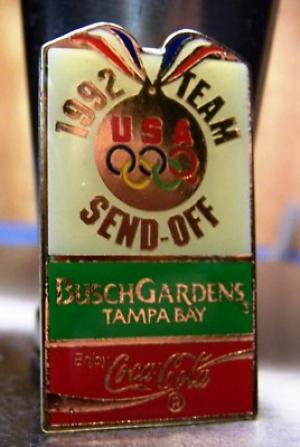 1992 TEAM
USA
SEND-OFF
BUSCH GARDENS
TAMPA BAY
Enjoy
Coca-Cola
®